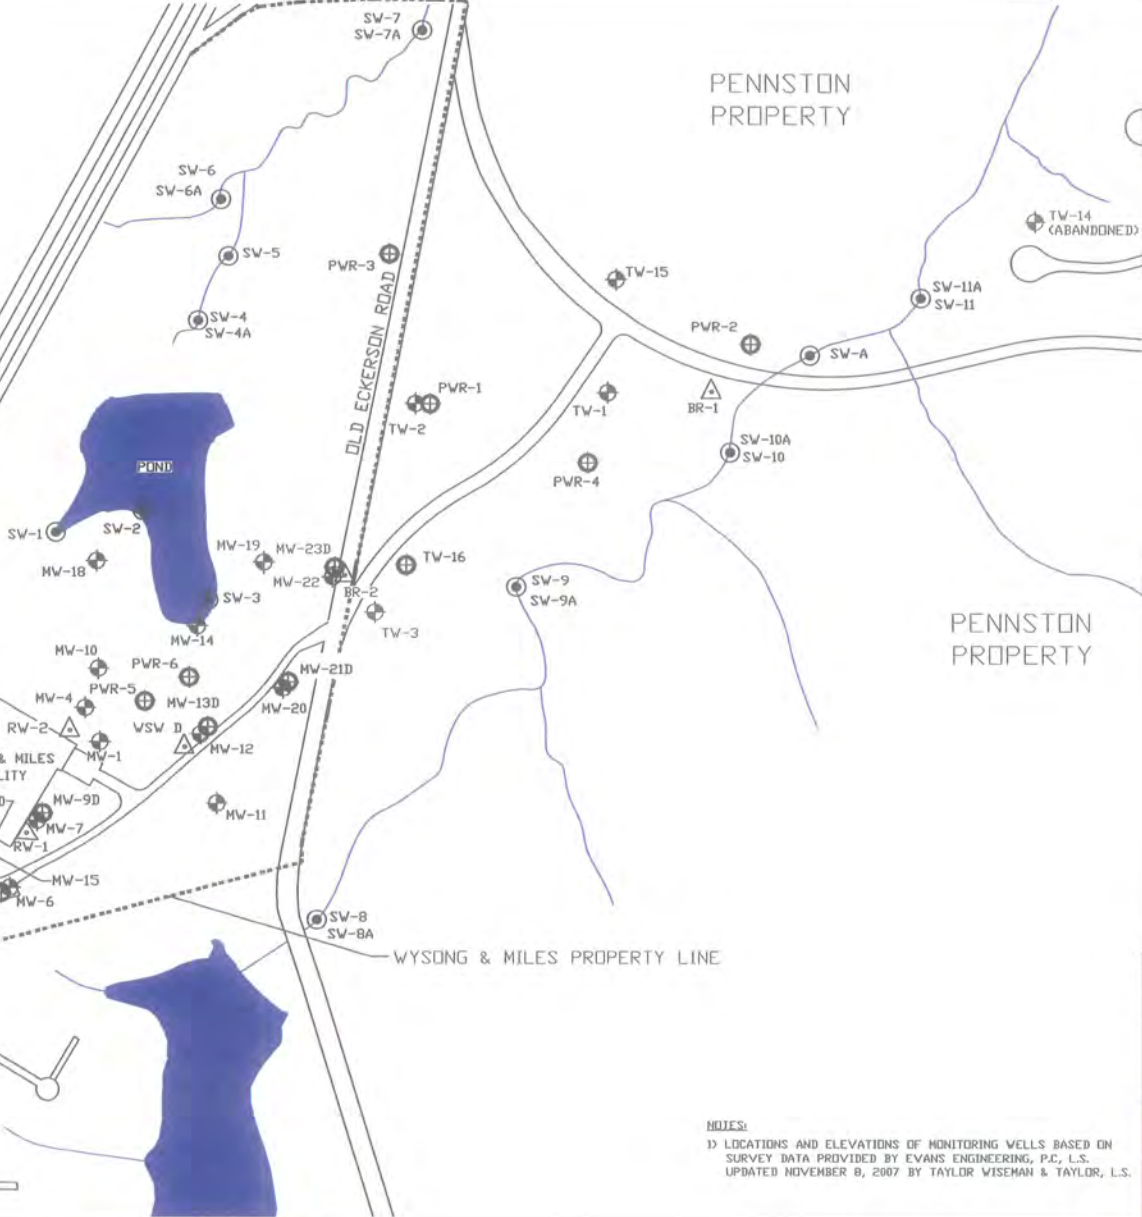 SW-7
SW-7A
PENNSTON
PROPERTY
SW-6
SW-6A
TW-14
(ABANDONED)
SW-5
PWR-3
TW-15
SW-11A
SW-11
SW-4
SW-4A
PWR-2
SW-A
OLD ECKERSON ROAD
PWR-1
TW-2
TW-1
BR-1
SW-10A
SW-10
POND
PWR-4
SW-1
SW-2
MW-19
MW-23D
TW-16
MW-18
MW-22
BR-2
SW-9
SW-9A
SW-3
TW-3
MW-14
PENNSTON
PROPERTY
MW-10
PWR-6
MW-21D
PWR-5
MW-4
MW-13D
MW-20
RW-2
WSW D
MW-12
MW-1
& MILES
LITY
MW-9D
MW-11
MW-7
RW-1
MW-15
MW-6
SW-8
SW-8A
WYSONG & MILES PROPERTY LINE
NOTES:
1) LOCATIONS AND ELEVATIONS OF MONITORING WELLS BASED ON
SURVEY DATA PROVIDED BY EVANS ENGINEERING, P.C, L.S.
UPDATED NOVEMBER 8, 2007 BY TAYLOR WISEMAN & TAYLOR, L.S.